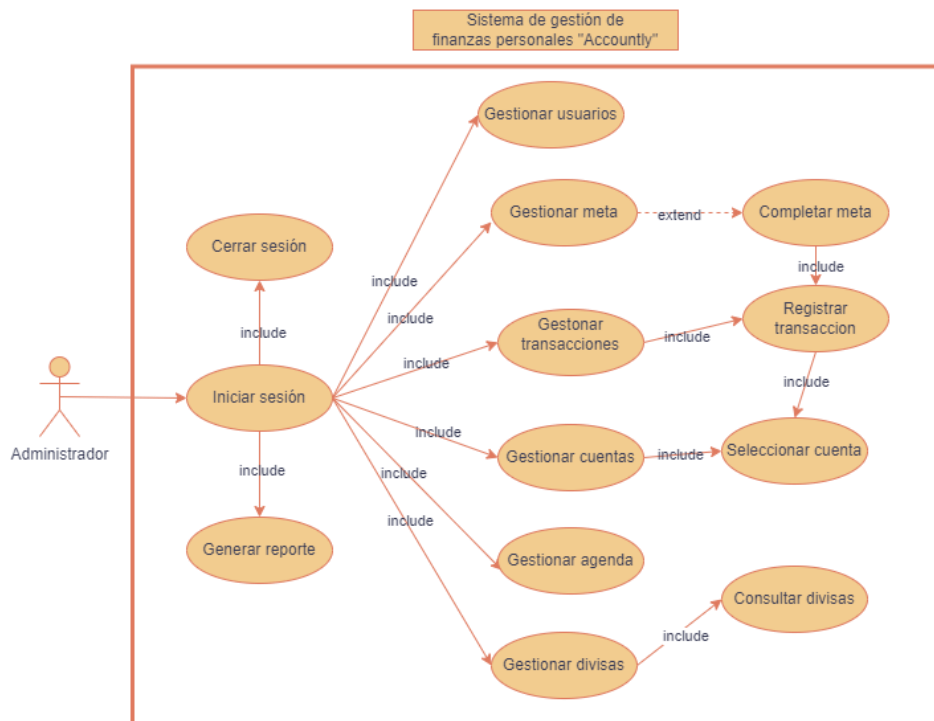 Sistema de gestión de
finanzas personales "Accountly"
Gestionar usuarios
Gestionar meta
extend
Completar meta
Cerrar sesión
include
include
include
include
Gestonar
transacciones
include
Registrar
transaccion
include
include
Iniciar sesión
include
Administrador
include
Gestionar cuentas
include
Seleccionar cuenta
include
include
include
Generar reporte
Gestionar agenda
Consultar divisas
include
Gestionar divisas